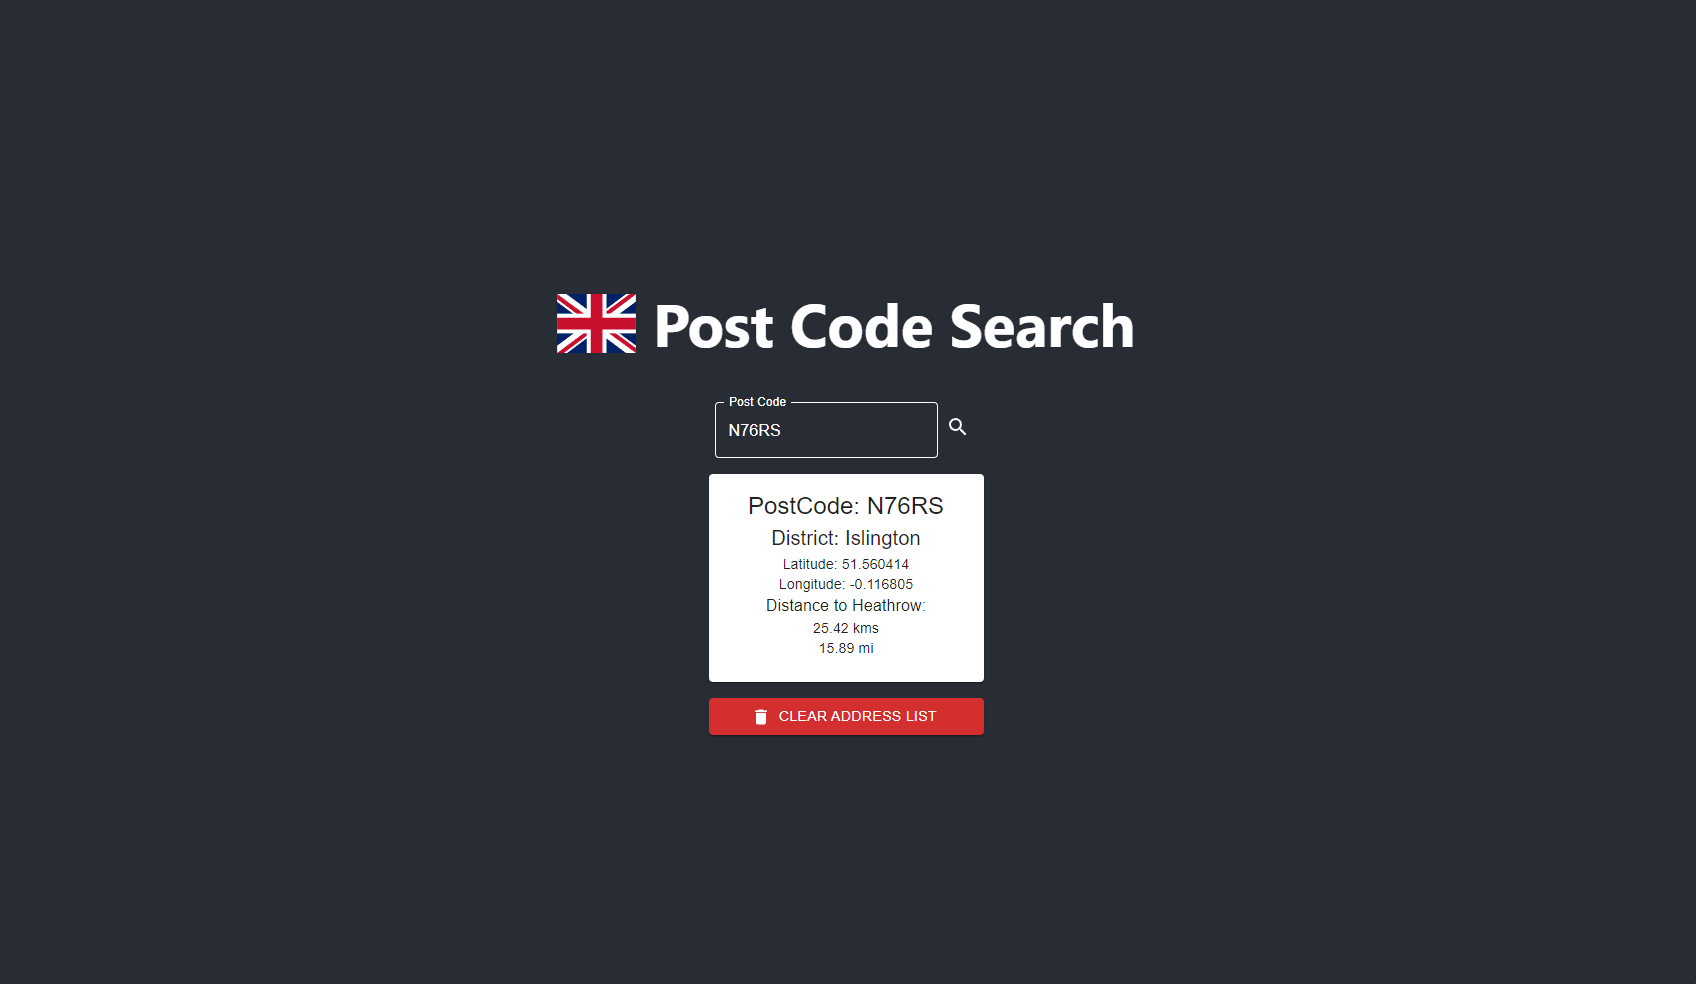 Post Code Search
Post Code
N76RS
PostCode: N76RS
District: Islington
Latitude: 51.560414
Longitude: -0.116805
Distance to Heathrow:
25.42 kms
15.89 mi
CLEAR ADDRESS LIST